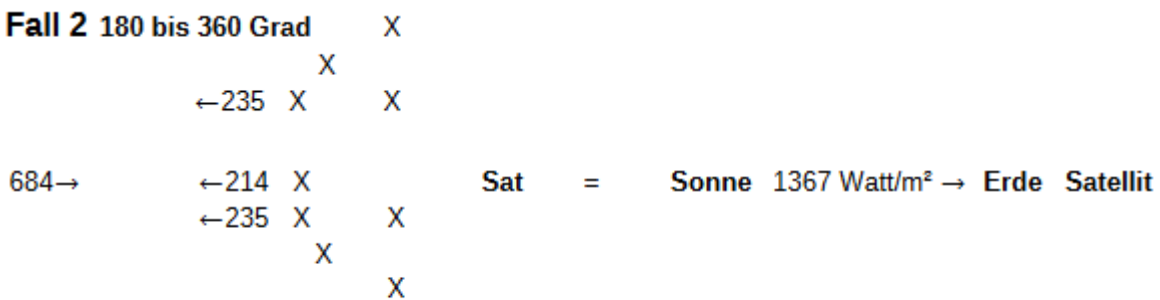 Fall 2 180 bis 360 Grad X
X
←235 X X
684→ ←214 X Sat = Sonne 1367 Watt/m² → Erde Satellit
←235 X X
X
X